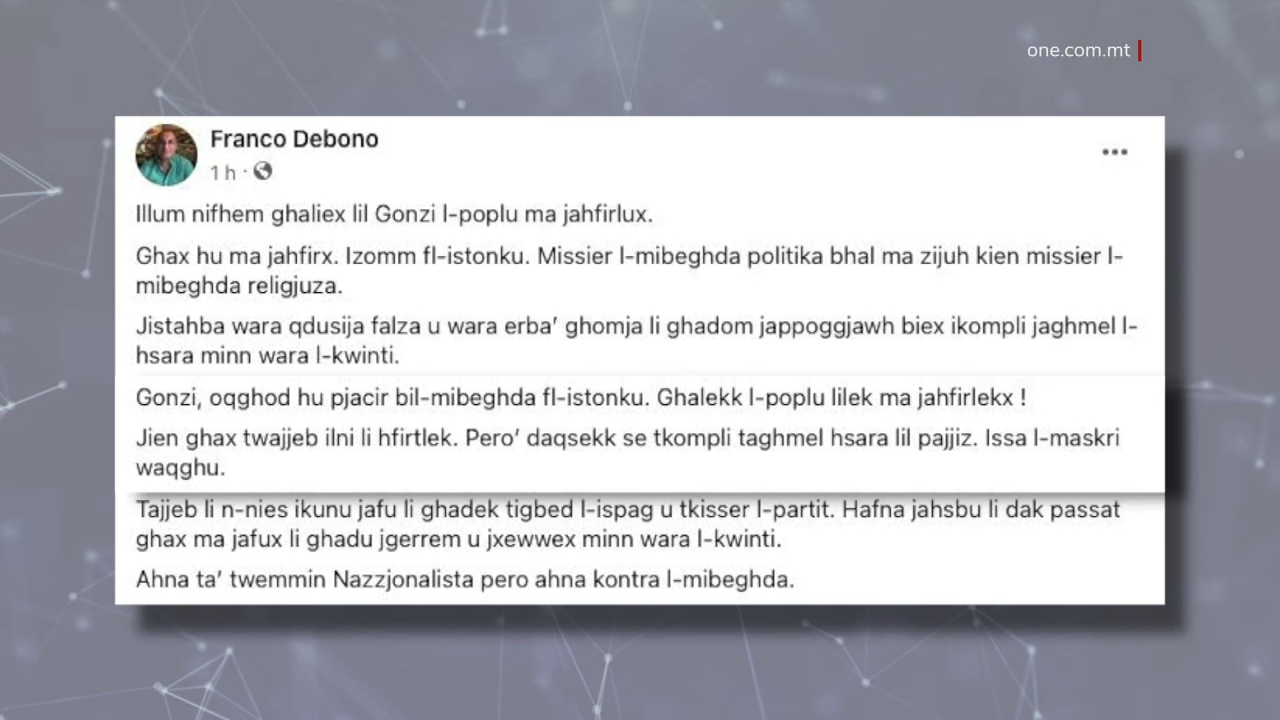 one.com.mt
Franco Debono
1 h ·
Illum nifhem ghaliex lil Gonzi l-poplu ma jahfirlux.
Ghax hu ma jahfirx. Izomm fl-istonku. Missier l-mibeghda politika bhal ma zijuh kien missier l-
mibeghda religjuza.
Jistahba wara qdusija falza u wara erba’ ghomja li ghadom jappoggjawh biex ikompli jaghmel l-
hsara minn wara l-kwinti.
Gonzi, oqghod hu pjacir bil-mibeghda fl-istonku. Ghalekk l-poplu lilek ma jahfirlekx !
Jien ghax twajjeb ilni li hfirtlek. Pero’ daqsekk se tkompli taghmel hsara lil pajjiz. Issa l-maskri
waqghu.
Tajjeb li n-nies ikunu jafu li ghadek tigbed l-ispag u tkisser l-partit. Hafna jahsbu li dak passat
ghax ma jafux li ghadu jgerrem u jxewwex minn wara l-kwinti.
Ahna ta’ twemmin Nazzjonalista pero ahna kontra l-mibeghda.